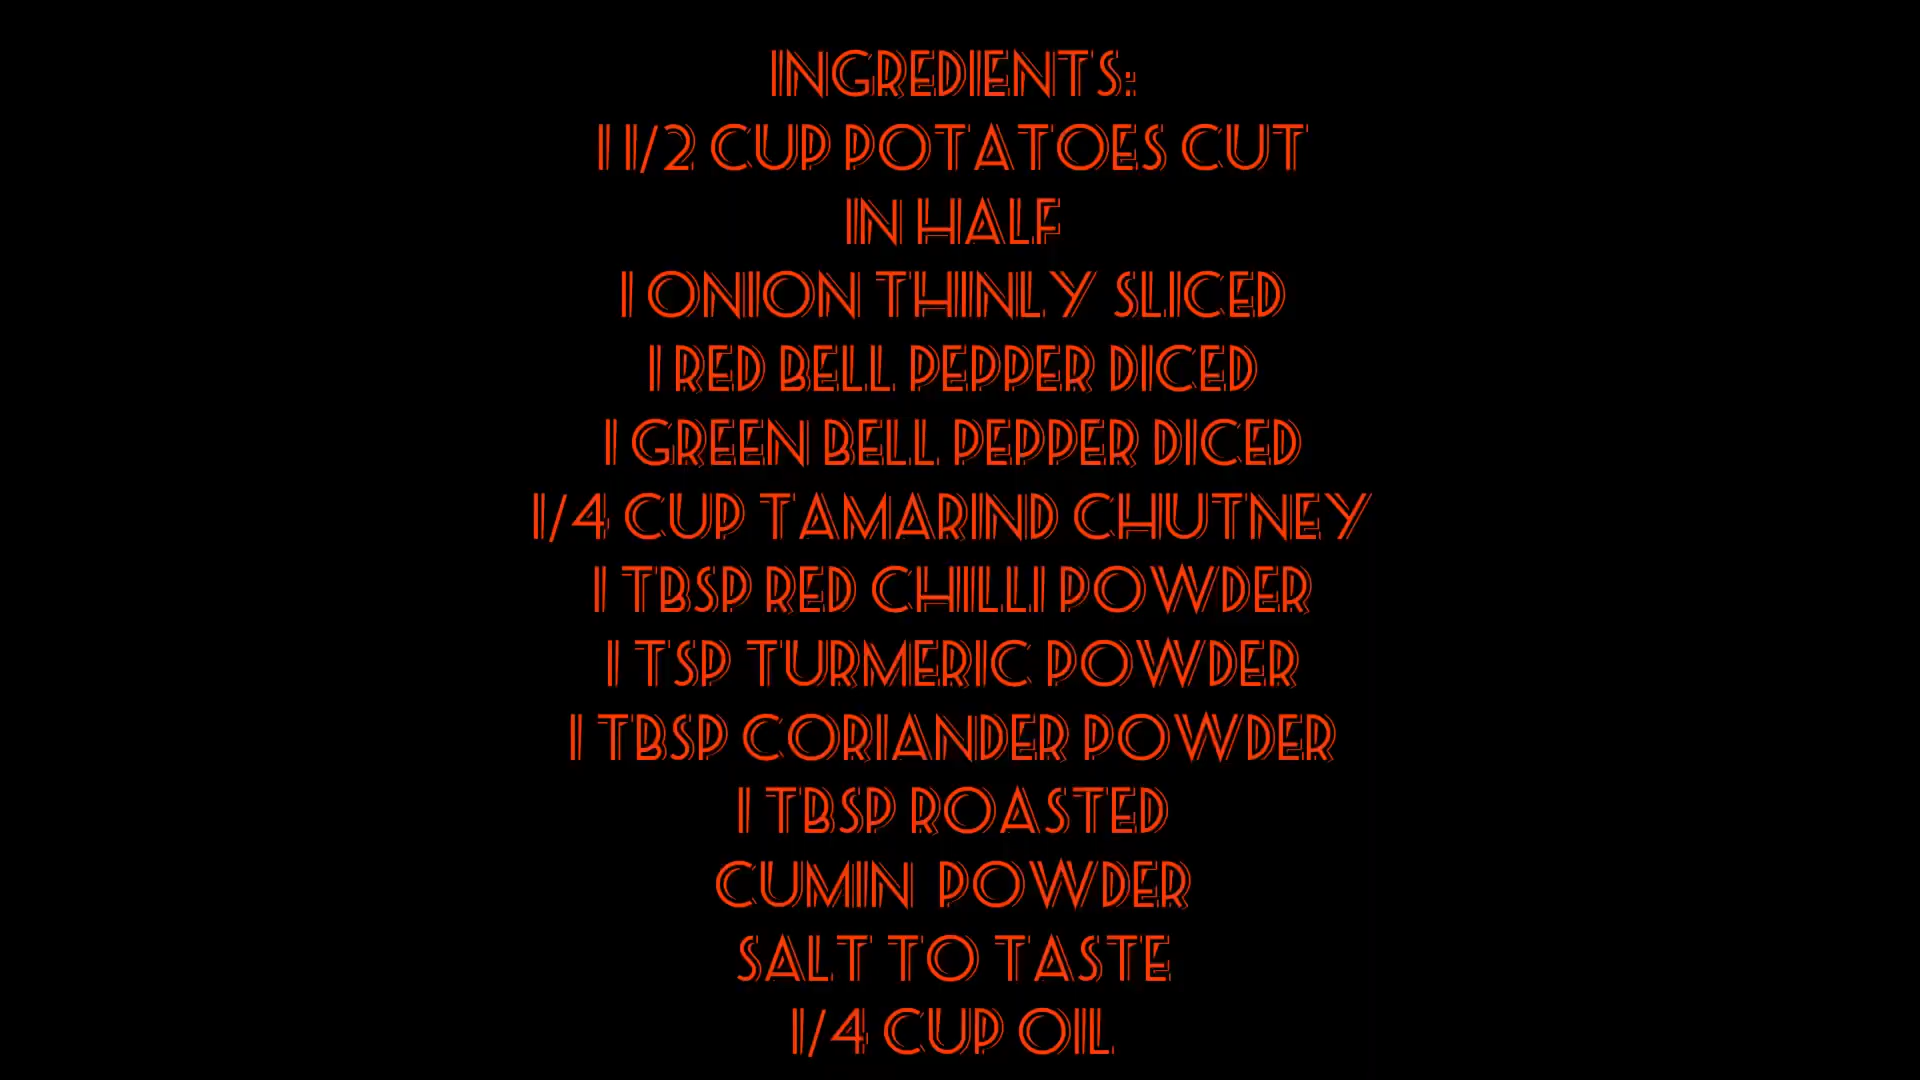 INGREDIENTS:
1 1/2 CUP POTATOES CUT
IN HALF
1 ONION THINLY SLICED
1 RED BELL PEPPER DICED
1 GREEN BELL PEPPER DICED
1/4 CUP TAMARIND CHUTNEY
1 TBSP RED CHILLI POWDER
1 TSP TURMERIC POWDER
1 TBSP CORIANDER POWDER
1 TBSP ROASTED
CUMIN POWDER
SALT TO TASTE
1/4 CUP OIL